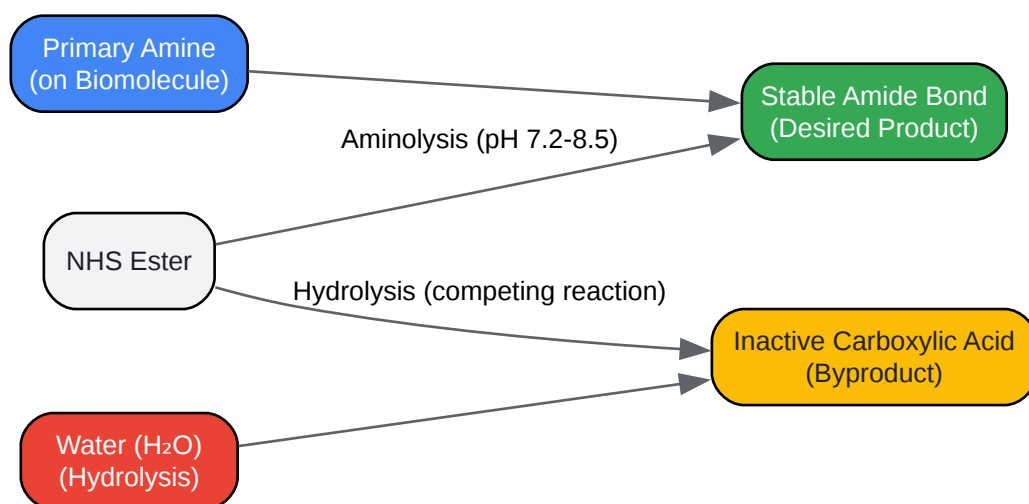 Primary Amine
(on Biomolecule)
Stable Amide Bond
(Desired Product)
Aminolysis (pH 7.2-8.5)
NHS Ester
Hydrolysis (competing reaction)
Inactive Carboxylic Acid
(Byproduct)
Water (H₂O)
(Hydrolysis)